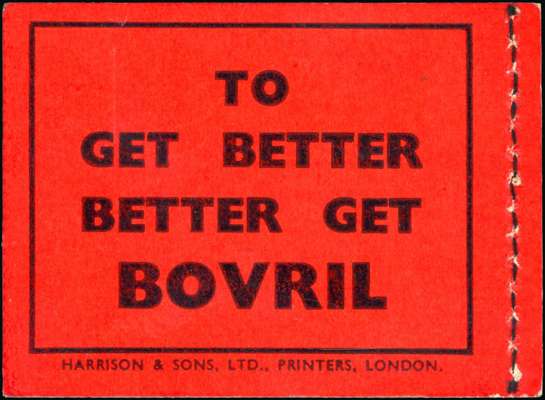 TO
GET BETTER
BETTER GET
BOVRIL
HARRISON & SONS, LTD., PRINTERS, LONDON.